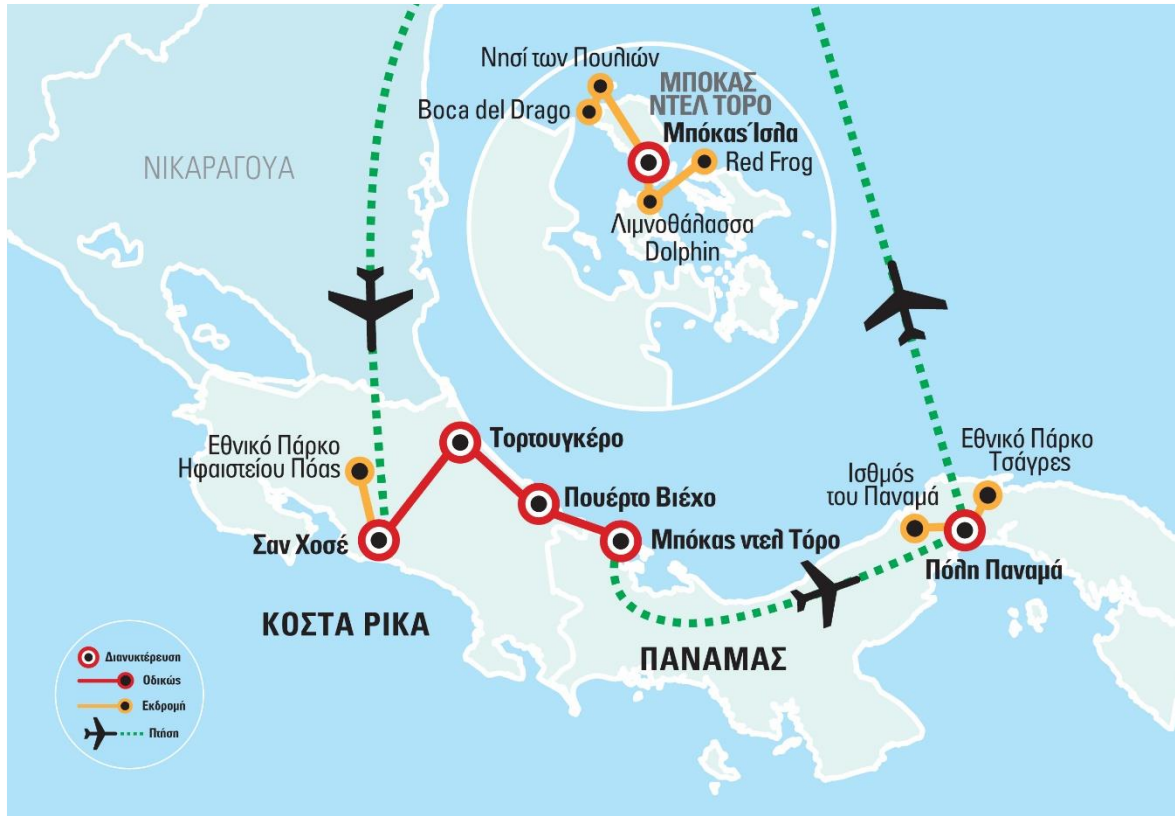 Νησί των Πουλιών
ΜΠΟΚΑΣ
ΝΤΕΛ ΤΟΡΟ
Boca del Drago
Μπόκας Ίσλα
Red Frog
Λιμνοθάλασσα
Dolphin
ΝΙΚΑΡΑΓΟΥΑ
Εθνικό Πάρκο
Ηφαιστείου Πόας
Τορτουγκέρο
Πουέρτο Βιέχο
Σαν Χοσέ
Μπόκας ντελ Τόρο
Εθνικό Πάρκο
Τσάγρες
Ισθμός
του Παναμά
Πόλη Παναμά
ΚΟΣΤΑ ΡΙΚΑ
ΠΑΝΑΜΑΣ
Διανυκτέρευση
Οδικώς
Εκδρομή
Πτήση